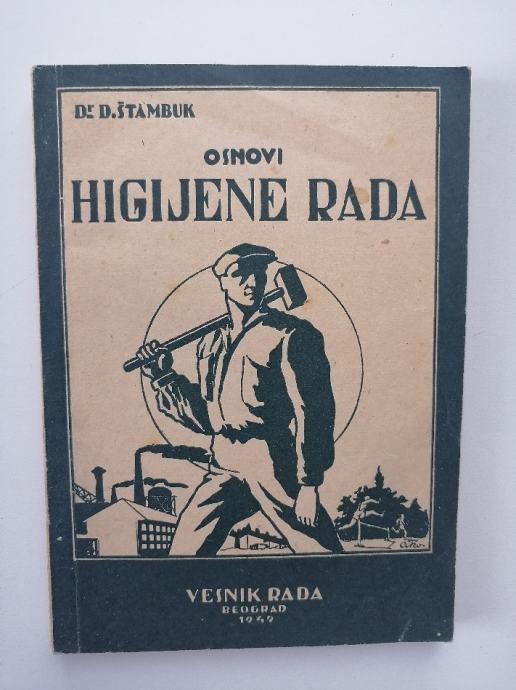 Dr D. ŠTAMBUK
OSNOVI
HIGIJENE RADA
VESNIK RADA
BEOGRAD
1949